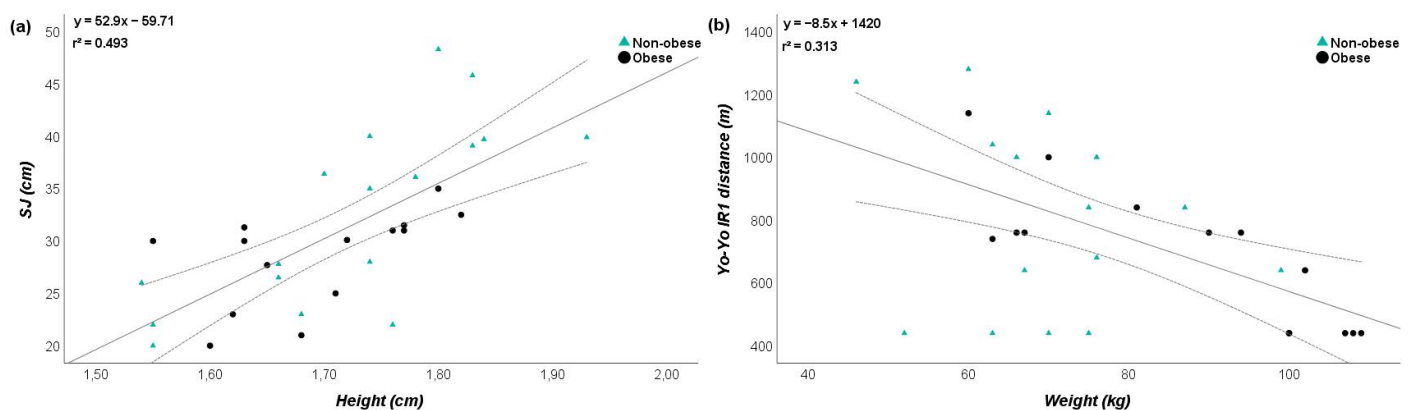 (a)
y = 52.9x – 59.71
r² = 0.493
Non-obese
Obese
SJ (cm)
50
45
40
35
30
25
20
1,50 1,60 1,70 1,80 1,90 2,00
Height (cm)
(b)
y = –8.5x + 1420
r² = 0.313
Non-obese
Obese
Yo-Yo IR1 distance (m)
1400
1200
1000
800
600
400
40 60 80 100
Weight (kg)